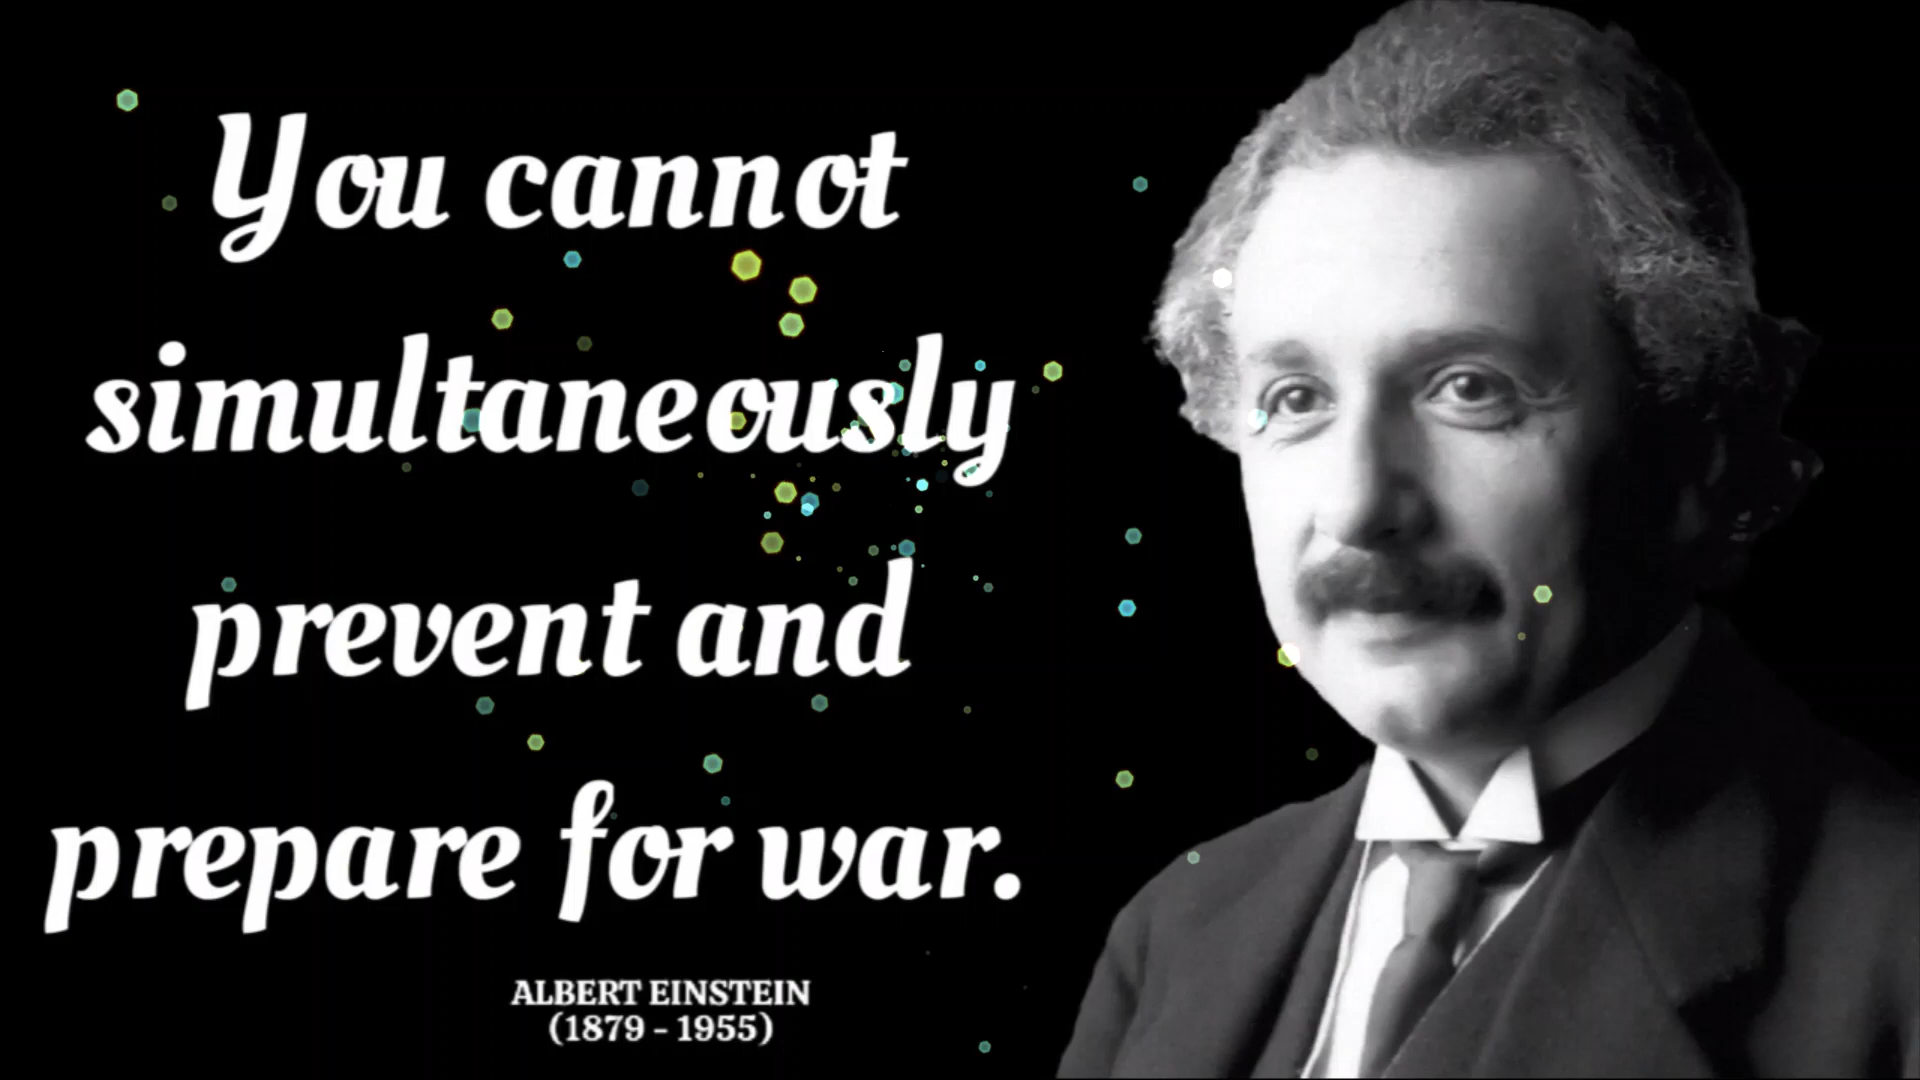 You cannot
simultaneously
prevent and
prepare for war.
ALBERT EINSTEIN
(1879 - 1955)